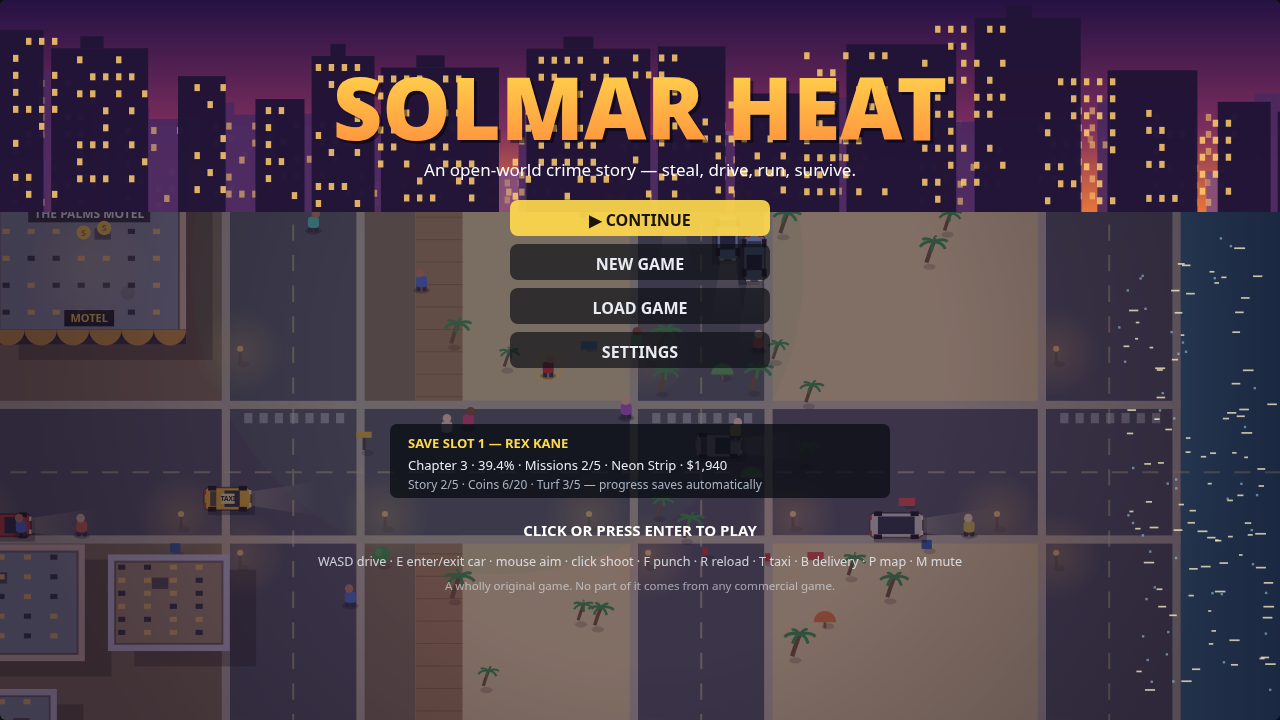 SOLMAR HEAT
An open-world crime story — steal, drive, run, survive.
▶ CONTINUE
THE PALMS MOTEL
$ $
NEW GAME
LOAD GAME
MOTEL
SETTINGS
SAVE SLOT 1 — REX KANE
Chapter 3 · 39.4% · Missions 2/5 · Neon Strip · $1,940
Story 2/5 · Coins 6/20 · Turf 3/5 — progress saves automatically
TAXI
CLICK OR PRESS ENTER TO PLAY
WASD drive · E enter/exit car · mouse aim · click shoot · F punch · R reload · T taxi · B delivery · P map · M mute
A wholly original game. No part of it comes from any commercial game.